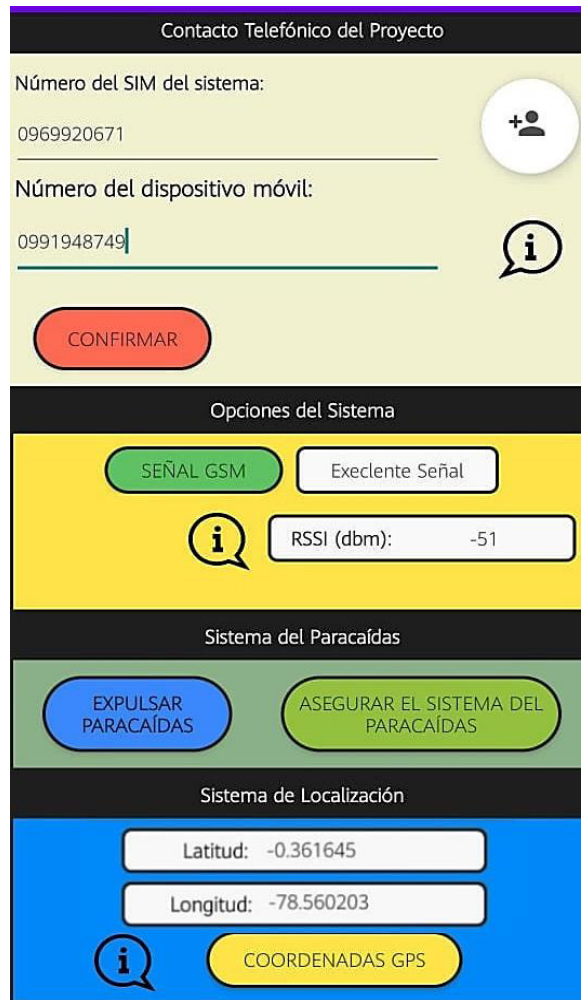 Contacto Telefónico del Proyecto
Número del SIM del sistema:
0969920671
Número del dispositivo móvil:
0991948749
i
CONFIRMAR
Opciones del Sistema
SEÑAL GSM Execlente Señal
i RSSI (dbm): -51
Sistema del Paracaídas
EXPULSAR
PARACAÍDAS
ASEGURAR EL SISTEMA DEL
PARACAÍDAS
Sistema de Localización
Latitud: -0.361645
Longitud: -78.560203
i COORDENADAS GPS